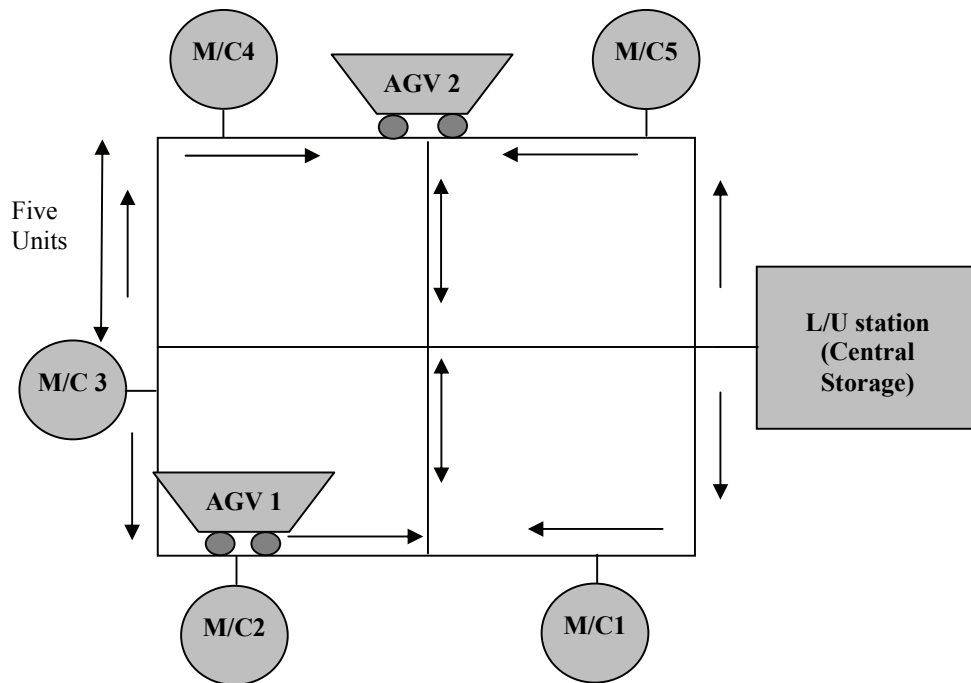 M/C4
AGV 2
M/C5
Five
Units
L/U station
(Central
Storage)
M/C 3
AGV 1
M/C2
M/C1